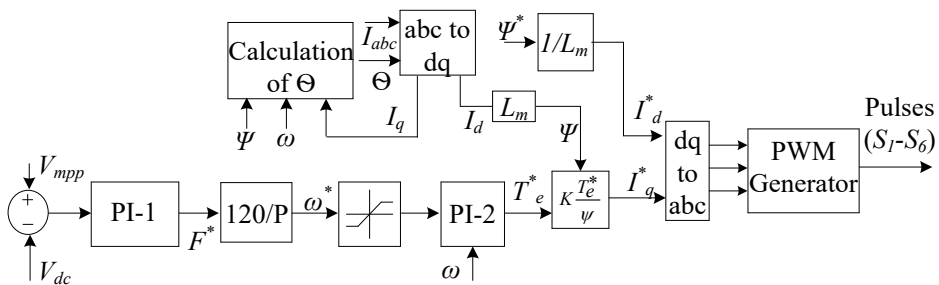 Calculation
of Θ
I_abc
Θ
abc to
dq
Ψ*
1/L_m
Ψ
ω
I_q
I_d
L_m
Ψ
I*_d
dq
to
abc
PWM
Generator
Pulses
(S_1-S_6)
V_mpp
+
−
V_dc
PI-1
F*
120/P
ω*
PI-2
ω
T*_e
K T*_e/ψ
I*_q